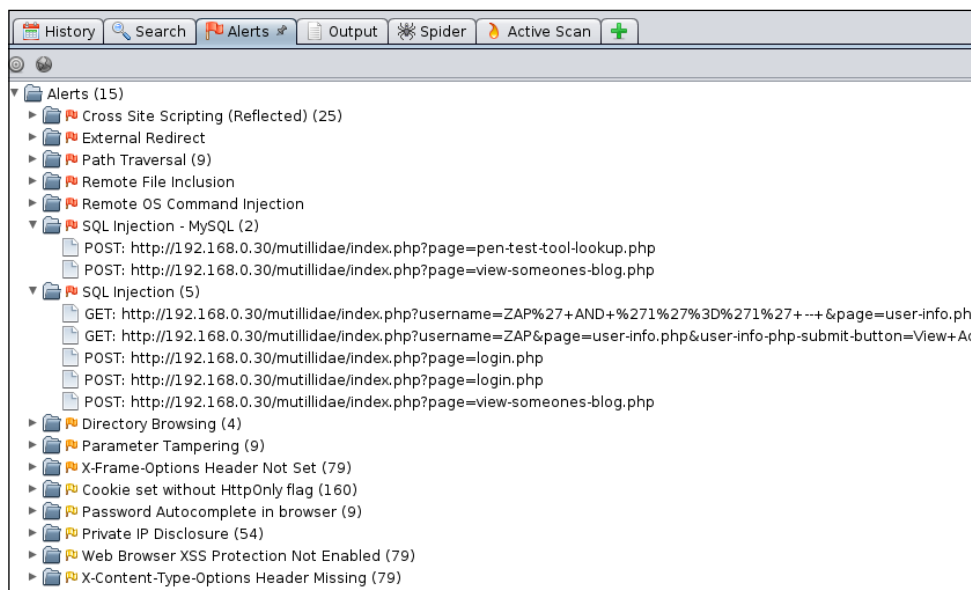 History Search Alerts Output Spider Active Scan
Alerts (15)
Cross Site Scripting (Reflected) (25)
External Redirect
Path Traversal (9)
Remote File Inclusion
Remote OS Command Injection
SQL Injection - MySQL (2)
POST: http://192.168.0.30/mutillidae/index.php?page=pen-test-tool-lookup.php
POST: http://192.168.0.30/mutillidae/index.php?page=view-someones-blog.php
SQL Injection (5)
GET: http://192.168.0.30/mutillidae/index.php?username=ZAP%27+AND+%271%27%3D%271%27+--+&page=user-info.ph
GET: http://192.168.0.30/mutillidae/index.php?username=ZAP&page=user-info.php&user-info-php-submit-button=View+Ac
POST: http://192.168.0.30/mutillidae/index.php?page=login.php
POST: http://192.168.0.30/mutillidae/index.php?page=login.php
POST: http://192.168.0.30/mutillidae/index.php?page=view-someones-blog.php
Directory Browsing (4)
Parameter Tampering (9)
X-Frame-Options Header Not Set (79)
Cookie set without HttpOnly flag (160)
Password Autocomplete in browser (9)
Private IP Disclosure (54)
Web Browser XSS Protection Not Enabled (79)
X-Content-Type-Options Header Missing (79)